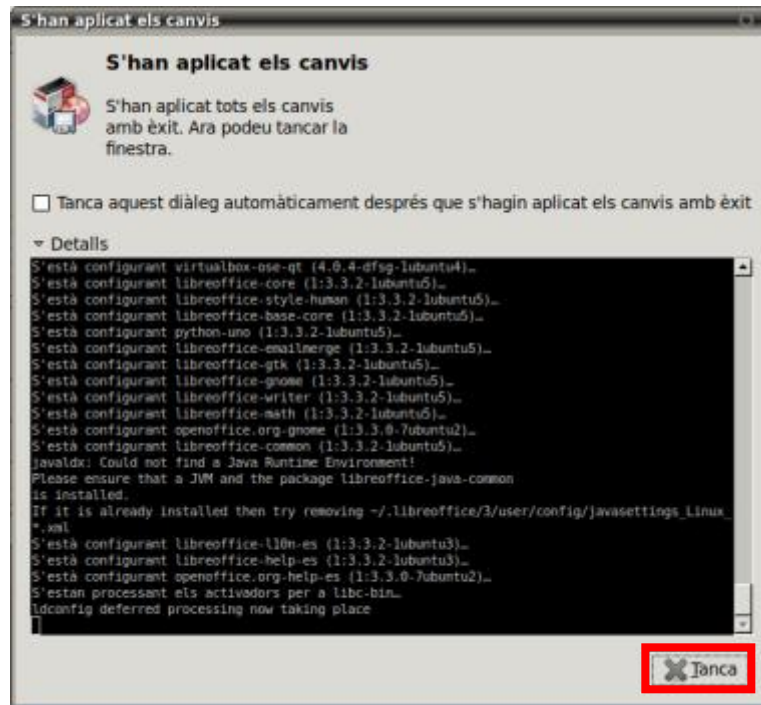 S'han aplicat els canvis
S'han aplicat els canvis
S'han aplicat tots els canvis
amb èxit. Ara podeu tancar la
finestra.
Tanca aquest diàleg automàticament després que s'hagin aplicat els canvis amb èxit
Detalls
S'està configurant virtualbox-ose-qt (4.0.4-dfsg-1ubuntu4)…
S'està configurant libreoffice-core (1:3.3.2-1ubuntu5)…
S'està configurant libreoffice-style-human (1:3.3.2-1ubuntu5)…
S'està configurant libreoffice-base-core (1:3.3.2-1ubuntu5)…
S'està configurant python-uno (1:3.3.2-1ubuntu5)…
S'està configurant libreoffice-emailmerge (1:3.3.2-1ubuntu5)…
S'està configurant libreoffice-gtk (1:3.3.2-1ubuntu5)…
S'està configurant libreoffice-gnome (1:3.3.2-1ubuntu5)…
S'està configurant libreoffice-writer (1:3.3.2-1ubuntu5)…
S'està configurant libreoffice-math (1:3.3.2-1ubuntu5)…
S'està configurant openoffice.org-gnome (1:3.3.0-7ubuntu2)…
S'està configurant libreoffice-common (1:3.3.2-1ubuntu5)…
javaldx: Could not find a Java Runtime Environment!
Please ensure that a JVM and the package libreoffice-java-common
is installed.
If it is already installed then try removing ~/.libreoffice/3/user/config/javasettings_Linux_
*.xml
S'està configurant libreoffice-l10n-es (1:3.3.2-1ubuntu3)…
S'està configurant libreoffice-help-es (1:3.3.2-1ubuntu3)…
S'està configurant openoffice.org-help-es (1:3.3.0-7ubuntu2)…
S'estan processant els activadors per a libc-bin…
ldconfig deferred processing now taking place
Tanca